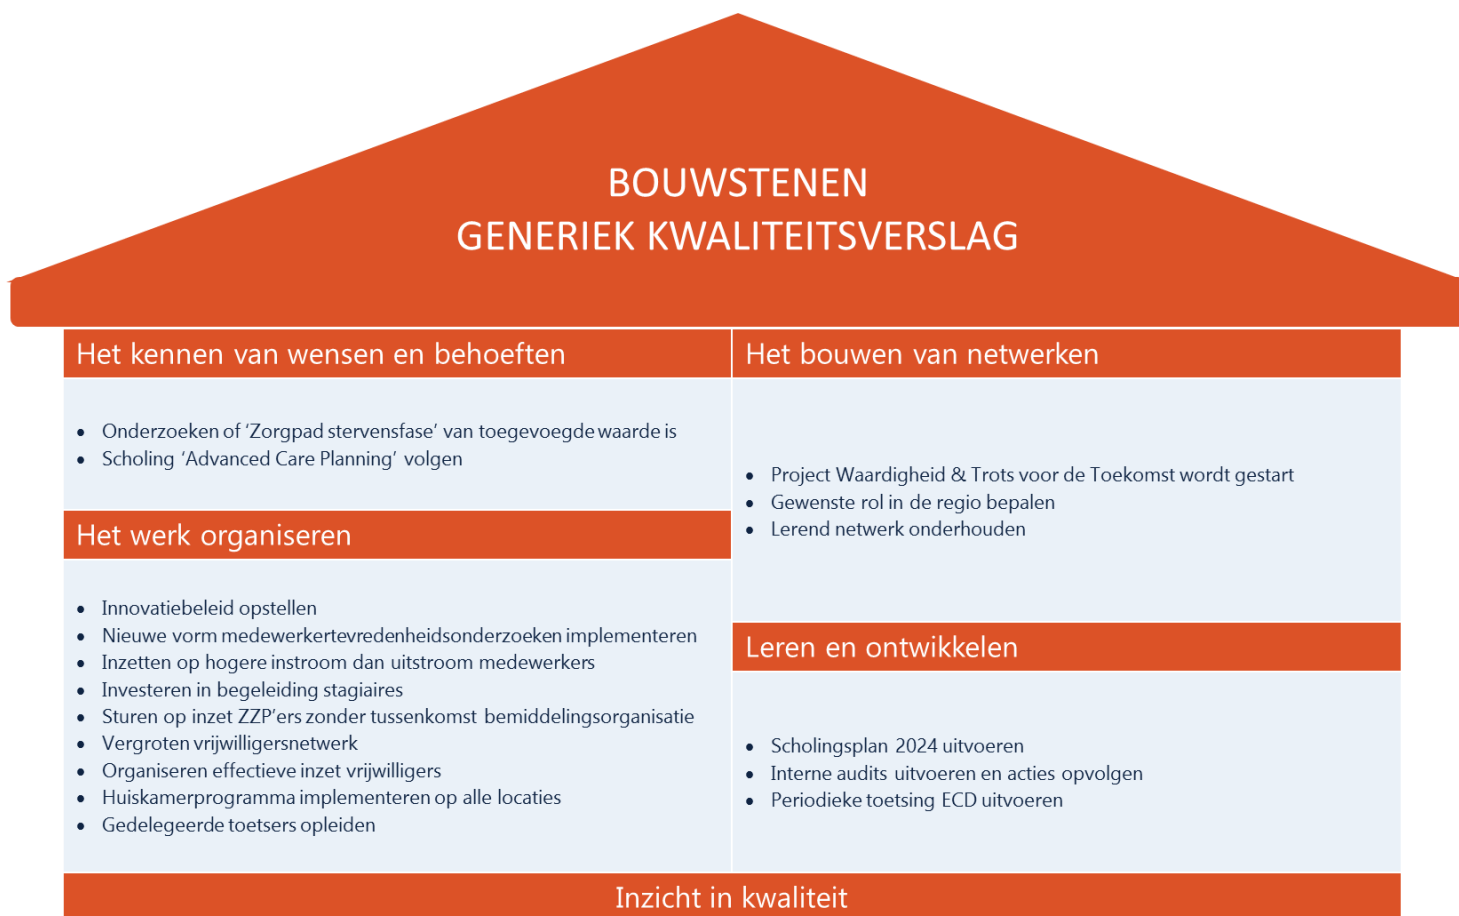 BOUWSTENEN
GENERIEK KWALITEITSVERSLAG
Het kennen van wensen en behoeften
• Onderzoeken of ‘Zorgpad stervensfase’ van toegevoegde waarde is
• Scholing ‘Advanced Care Planning’ volgen
Het werk organiseren
• Innovatiebeleid opstellen
• Nieuwe vorm medewerkertevredenheidsonderzoeken implementeren
• Inzetten op hogere instroom dan uitstroom medewerkers
• Investeren in begeleiding stagiaires
• Sturen op inzet ZZP’ers zonder tussenkomst bemiddelingsorganisatie
• Vergroten vrijwilligersnetwerk
• Organiseren effectieve inzet vrijwilligers
• Huiskamerprogramma implementeren op alle locaties
• Gedelegeerde toetsers opleiden
Het bouwen van netwerken
• Project Waardigheid & Trots voor de Toekomst wordt gestart
• Gewenste rol in de regio bepalen
• Lerend netwerk onderhouden
Leren en ontwikkelen
• Scholingsplan 2024 uitvoeren
• Interne audits uitvoeren en acties opvolgen
• Periodieke toetsing ECD uitvoeren
Inzicht in kwaliteit